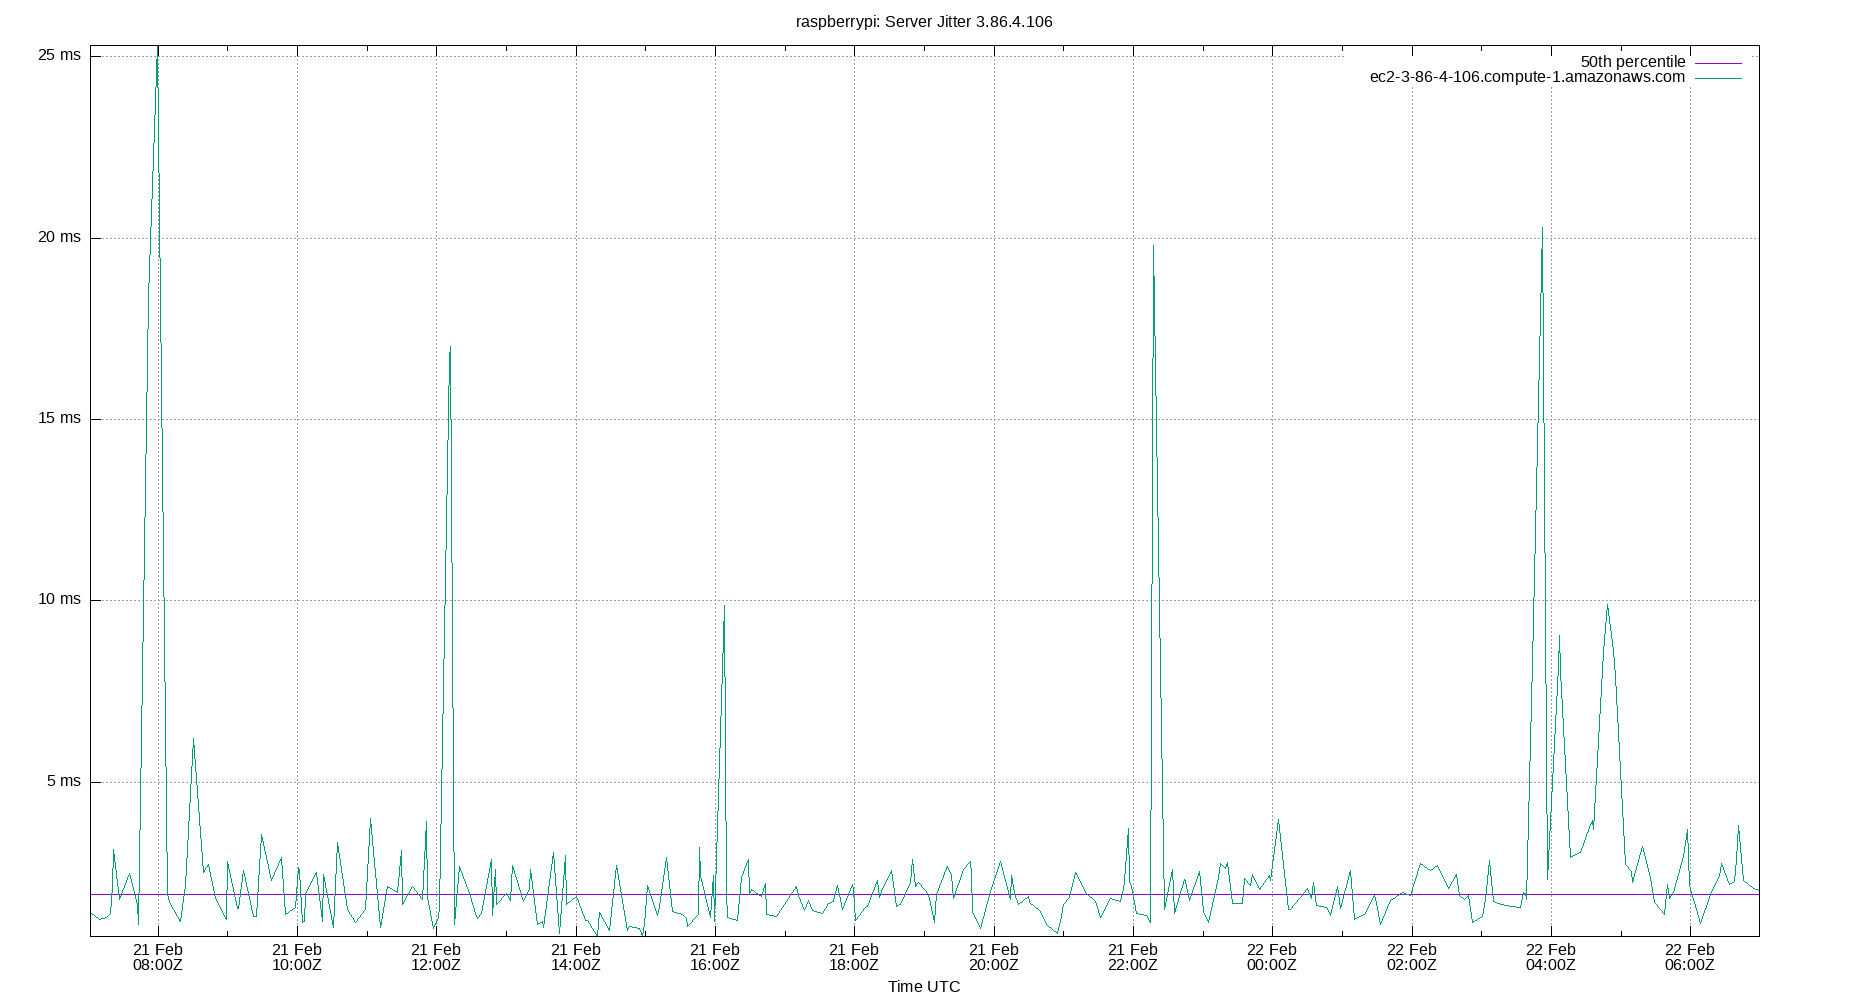 raspberrypi: Server Jitter 3.86.4.106
50th percentile
ec2-3-86-4-106.compute-1.amazonaws.com
25 ms
20 ms
15 ms
10 ms
5 ms
21 Feb 21 Feb 21 Feb 21 Feb 21 Feb 21 Feb 21 Feb 21 Feb 22 Feb 22 Feb 22 Feb 22 Feb
08:00Z 10:00Z 12:00Z 14:00Z 16:00Z 18:00Z 20:00Z 22:00Z 00:00Z 02:00Z 04:00Z 06:00Z
Time UTC